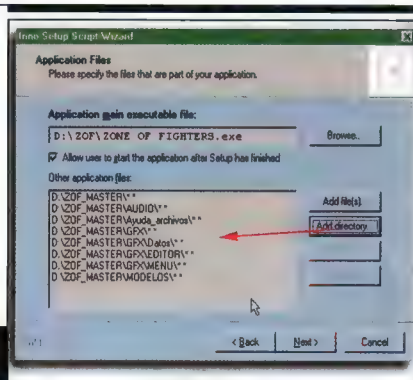 Inno Setup Script Wizard
Application Files
Please specify the files that are part of your application.
Application main executable file:
D:\ZOF\ZONE OF FIGHTERS.exe
Browse..
Allow user to start the application after Setup has finished
Other application files:
D:\ZOF_MASTER\**
D:\ZOF_MASTER\AUDIO\**
D:\ZOF_MASTER\Ayuda_archivos\**
D:\ZOF_MASTER\GFX\**
D:\ZOF_MASTER\GFX\Datos\**
D:\ZOF_MASTER\GFX\EDITOR\**
D:\ZOF_MASTER\GFX\MENU\**
D:\ZOF_MASTER\MODELOS\**
Add file(s)
Add directory
< Back
Next >
Cancel